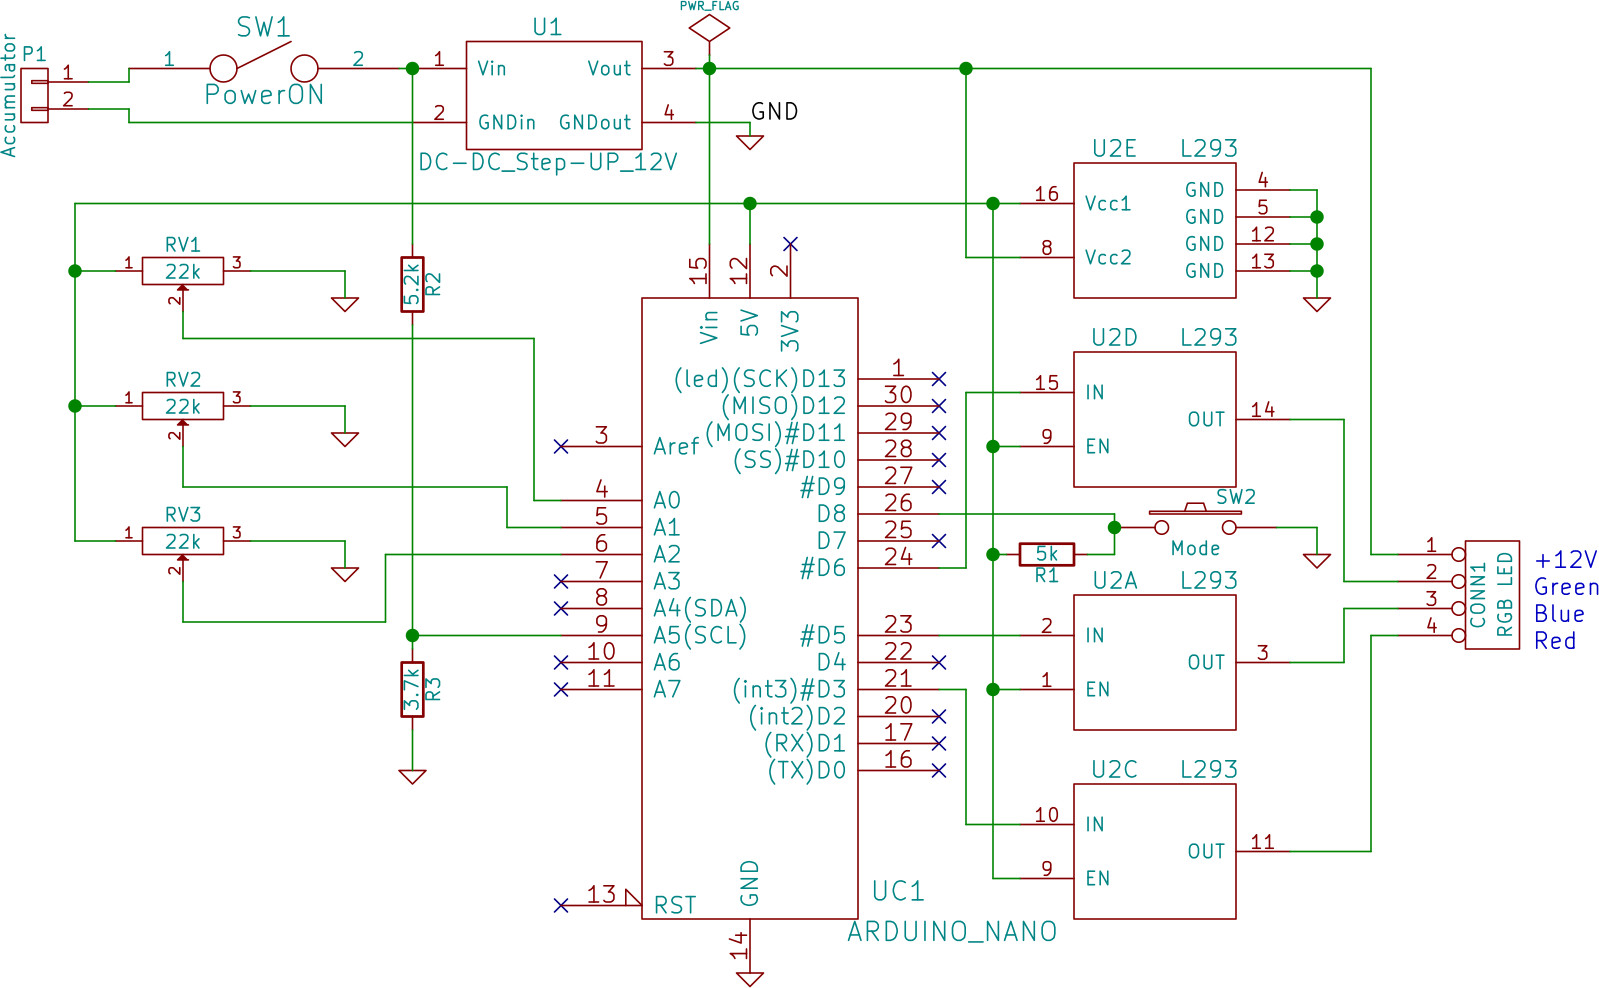 PWR_FLAG
Accumulator
P1
1
2
SW1
1
2
PowerON
U1
1
Vin
Vout
3
2
GNDin
GNDout
4
DC-DC_Step-UP_12V
GND
U2E
L293
16
Vcc1
8
Vcc2
GND
4
GND
5
GND
12
GND
13
RV1
1
22k
3
2
5.2k
R2
RV2
1
22k
3
2
RV3
1
22k
3
2
3.7k
R3
15
12
2
Vin
5V
3V3
(led)(SCK)D13
1
(MISO)D12
30
(MOSI)#D11
29
(SS)#D10
28
#D9
27
D8
26
D7
25
#D6
24
#D5
23
D4
22
(int3)#D3
21
(int2)D2
20
(RX)D1
17
(TX)D0
16
3
Aref
4
A0
5
A1
6
A2
7
A3
8
A4(SDA)
9
A5(SCL)
10
A6
11
A7
13
RST
GND
14
UC1
ARDUINO_NANO
U2D
L293
15
IN
9
EN
OUT
14
SW2
Mode
5k
R1
U2A
L293
2
IN
1
EN
OUT
3
U2C
L293
10
IN
9
EN
OUT
11
1
2
3
4
CONN1
RGB LED
+12V
Green
Blue
Red